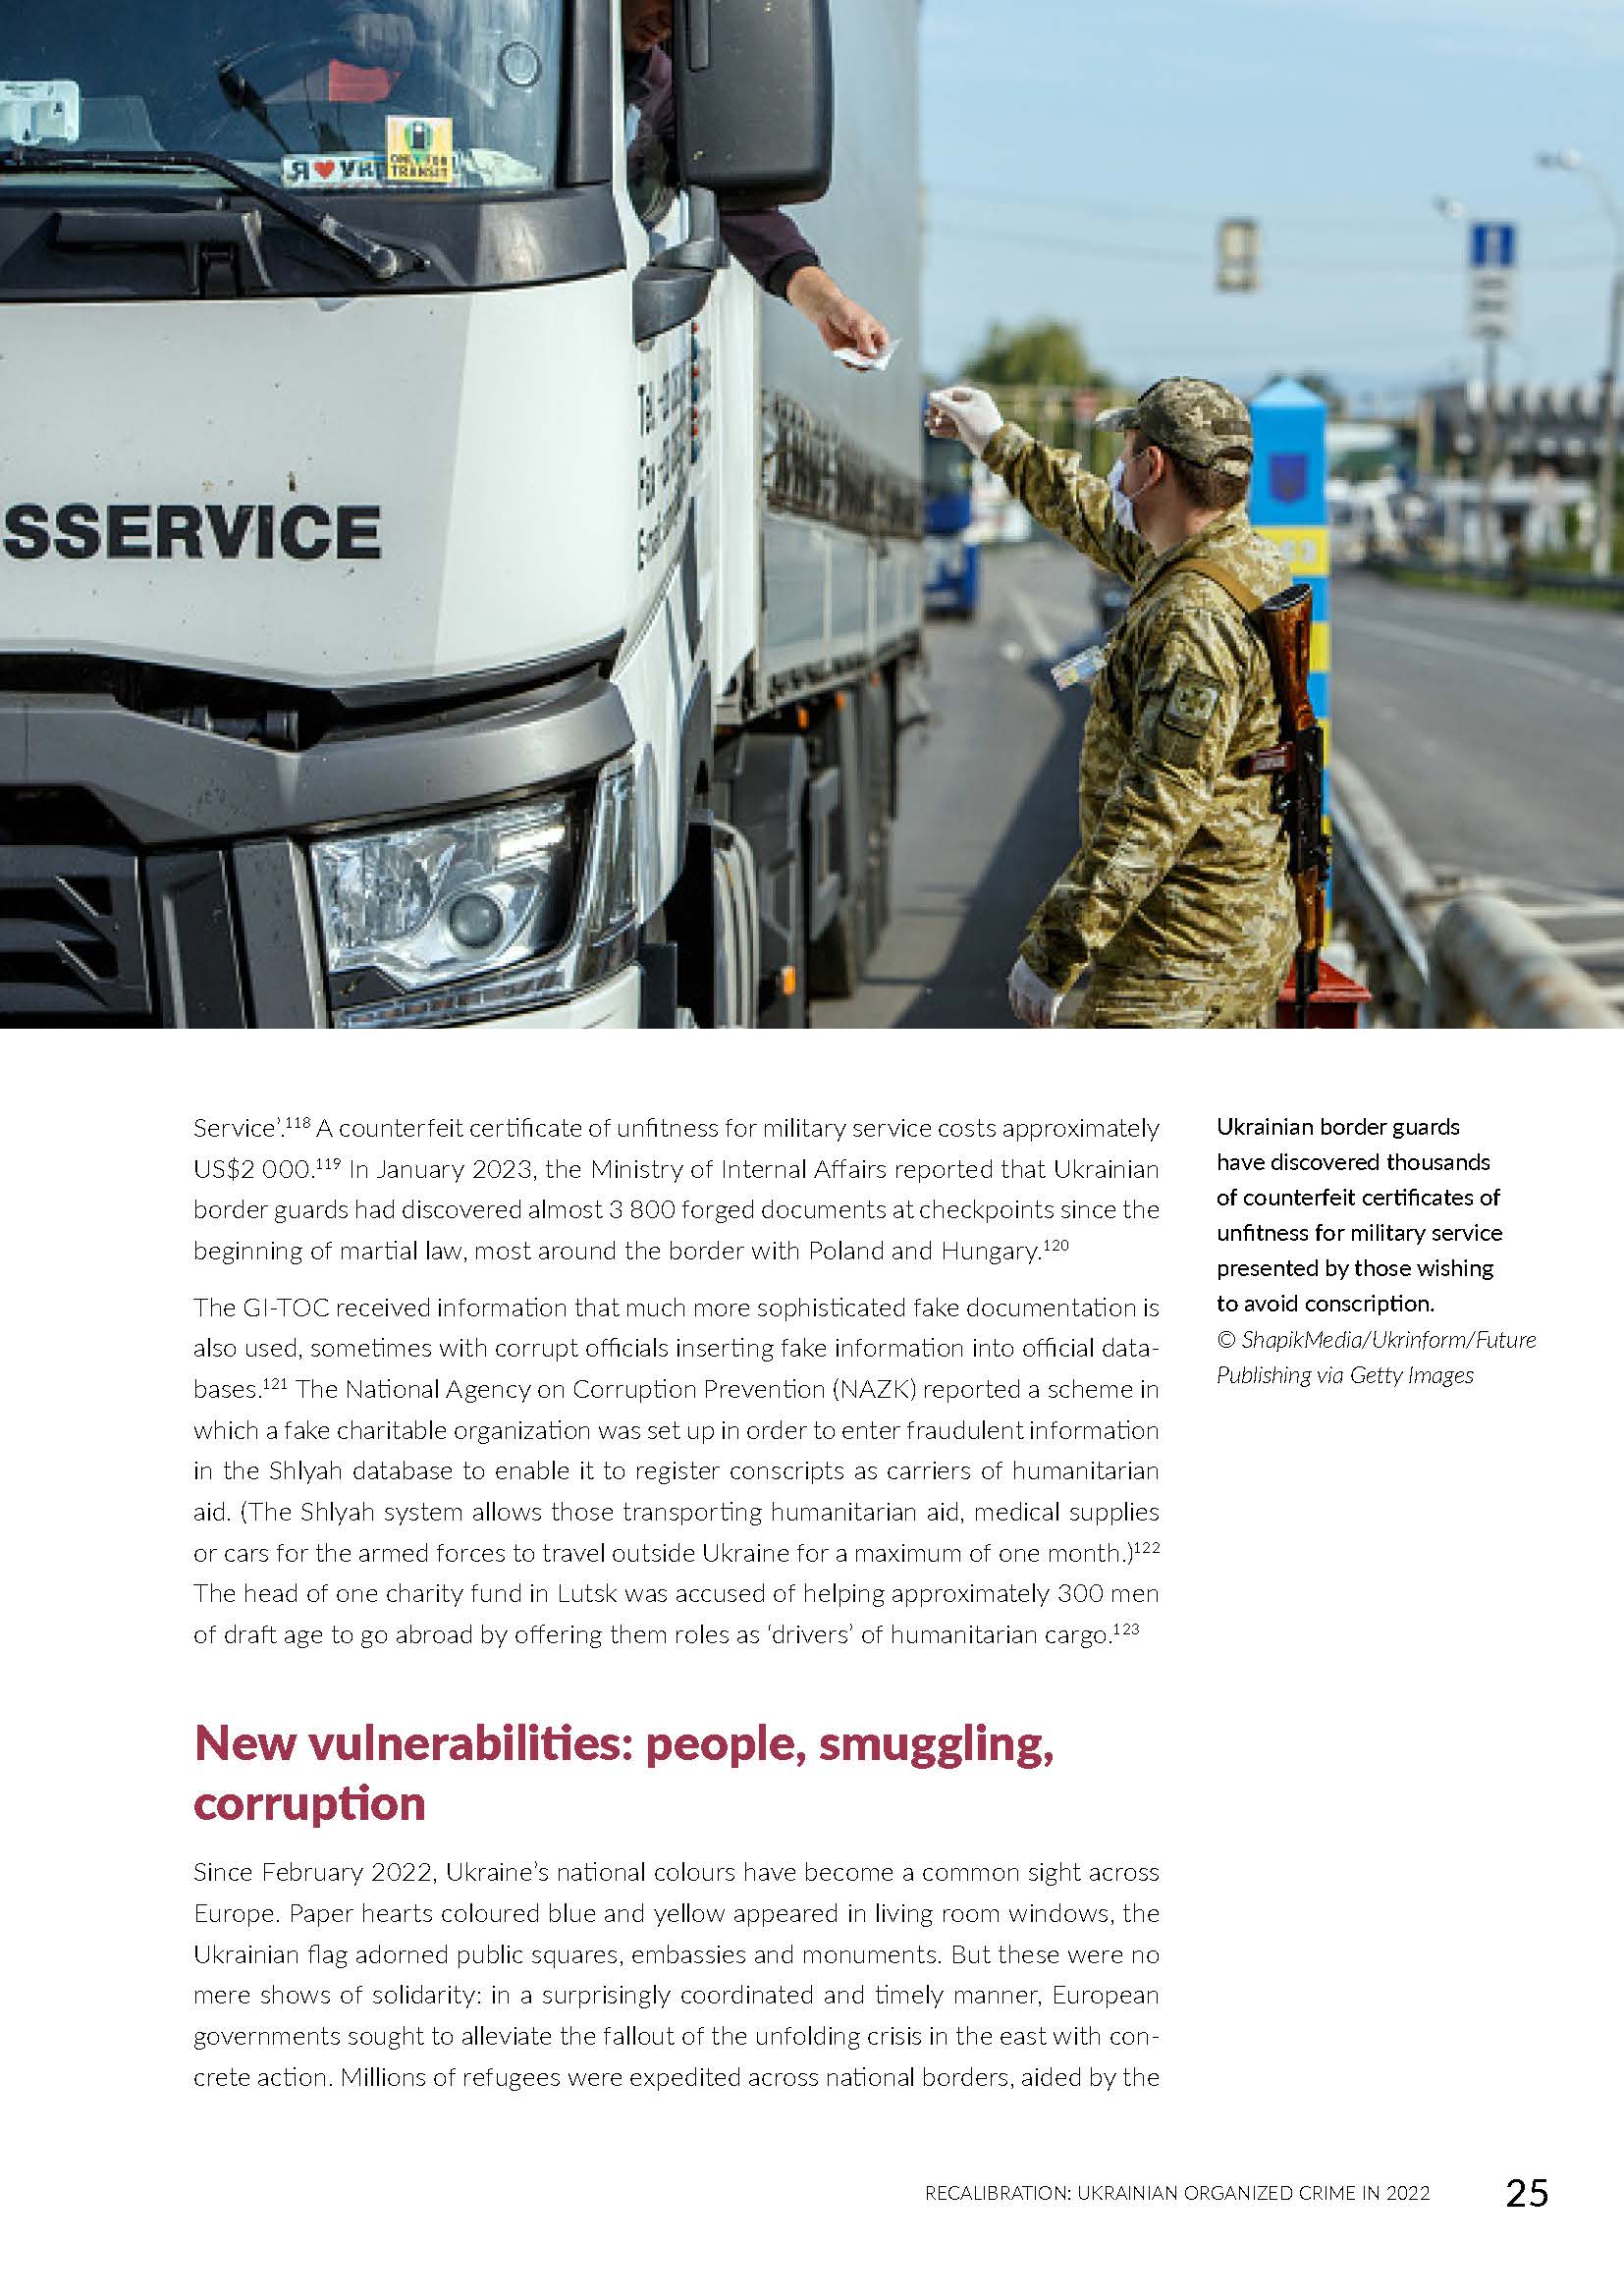 Я ♥ УКР
ONLY FOR
TRANSIT
SSERVICE
Service’.118 A counterfeit certificate of unfitness for military service costs approximately
US$2 000.119 In January 2023, the Ministry of Internal Affairs reported that Ukrainian
border guards had discovered almost 3 800 forged documents at checkpoints since the
beginning of martial law, most around the border with Poland and Hungary.120
The GI-TOC received information that much more sophisticated fake documentation is
also used, sometimes with corrupt officials inserting fake information into official data-
bases.121 The National Agency on Corruption Prevention (NAZK) reported a scheme in
which a fake charitable organization was set up in order to enter fraudulent information
in the Shlyah database to enable it to register conscripts as carriers of humanitarian
aid. (The Shlyah system allows those transporting humanitarian aid, medical supplies
or cars for the armed forces to travel outside Ukraine for a maximum of one month.)122
The head of one charity fund in Lutsk was accused of helping approximately 300 men
of draft age to go abroad by offering them roles as ‘drivers’ of humanitarian cargo.123
Ukrainian border guards
have discovered thousands
of counterfeit certificates of
unfitness for military service
presented by those wishing
to avoid conscription.
© ShapikMedia/Ukrinform/Future
Publishing via Getty Images
New vulnerabilities: people, smuggling,
corruption
Since February 2022, Ukraine’s national colours have become a common sight across
Europe. Paper hearts coloured blue and yellow appeared in living room windows, the
Ukrainian flag adorned public squares, embassies and monuments. But these were no
mere shows of solidarity: in a surprisingly coordinated and timely manner, European
governments sought to alleviate the fallout of the unfolding crisis in the east with con-
crete action. Millions of refugees were expedited across national borders, aided by the
RECALIBRATION: UKRAINIAN ORGANIZED CRIME IN 2022 25